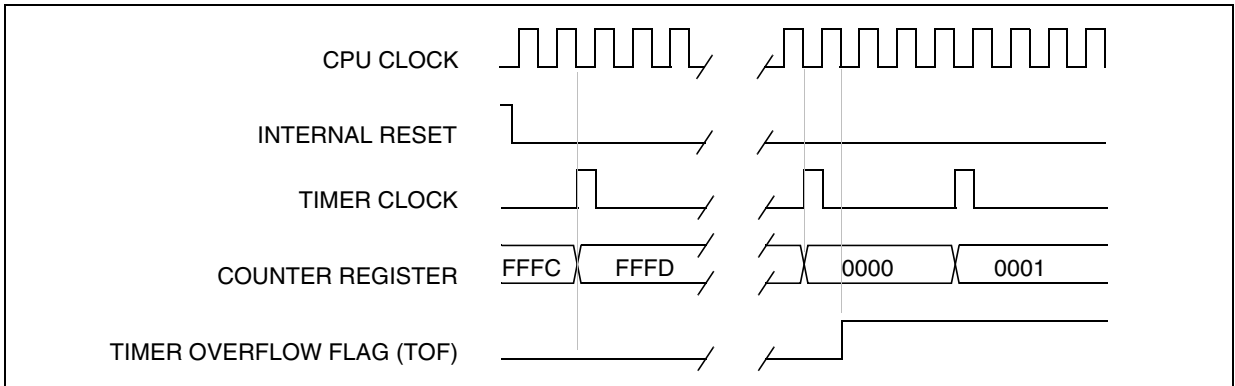 CPU CLOCK
INTERNAL RESET
TIMER CLOCK
COUNTER REGISTER
FFFC
FFFD
0000
0001
TIMER OVERFLOW FLAG (TOF)